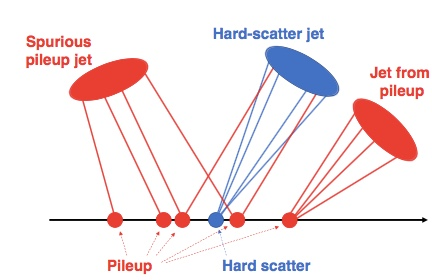 Spurious
pileup jet
Hard-scatter jet
Jet from
pileup
Pileup
Hard scatter